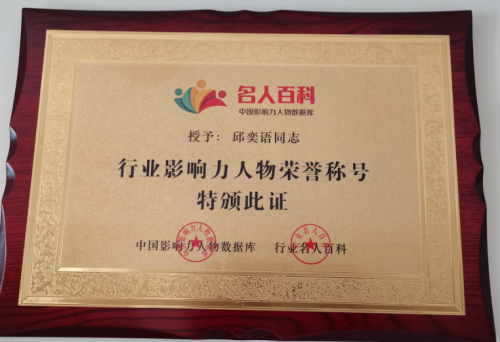 名人百科
中国影响力人物数据库
授予：邱奕语同志
行业影响力人物荣誉称号
特颁此证
中国影响力人物数据库 行业名人百科